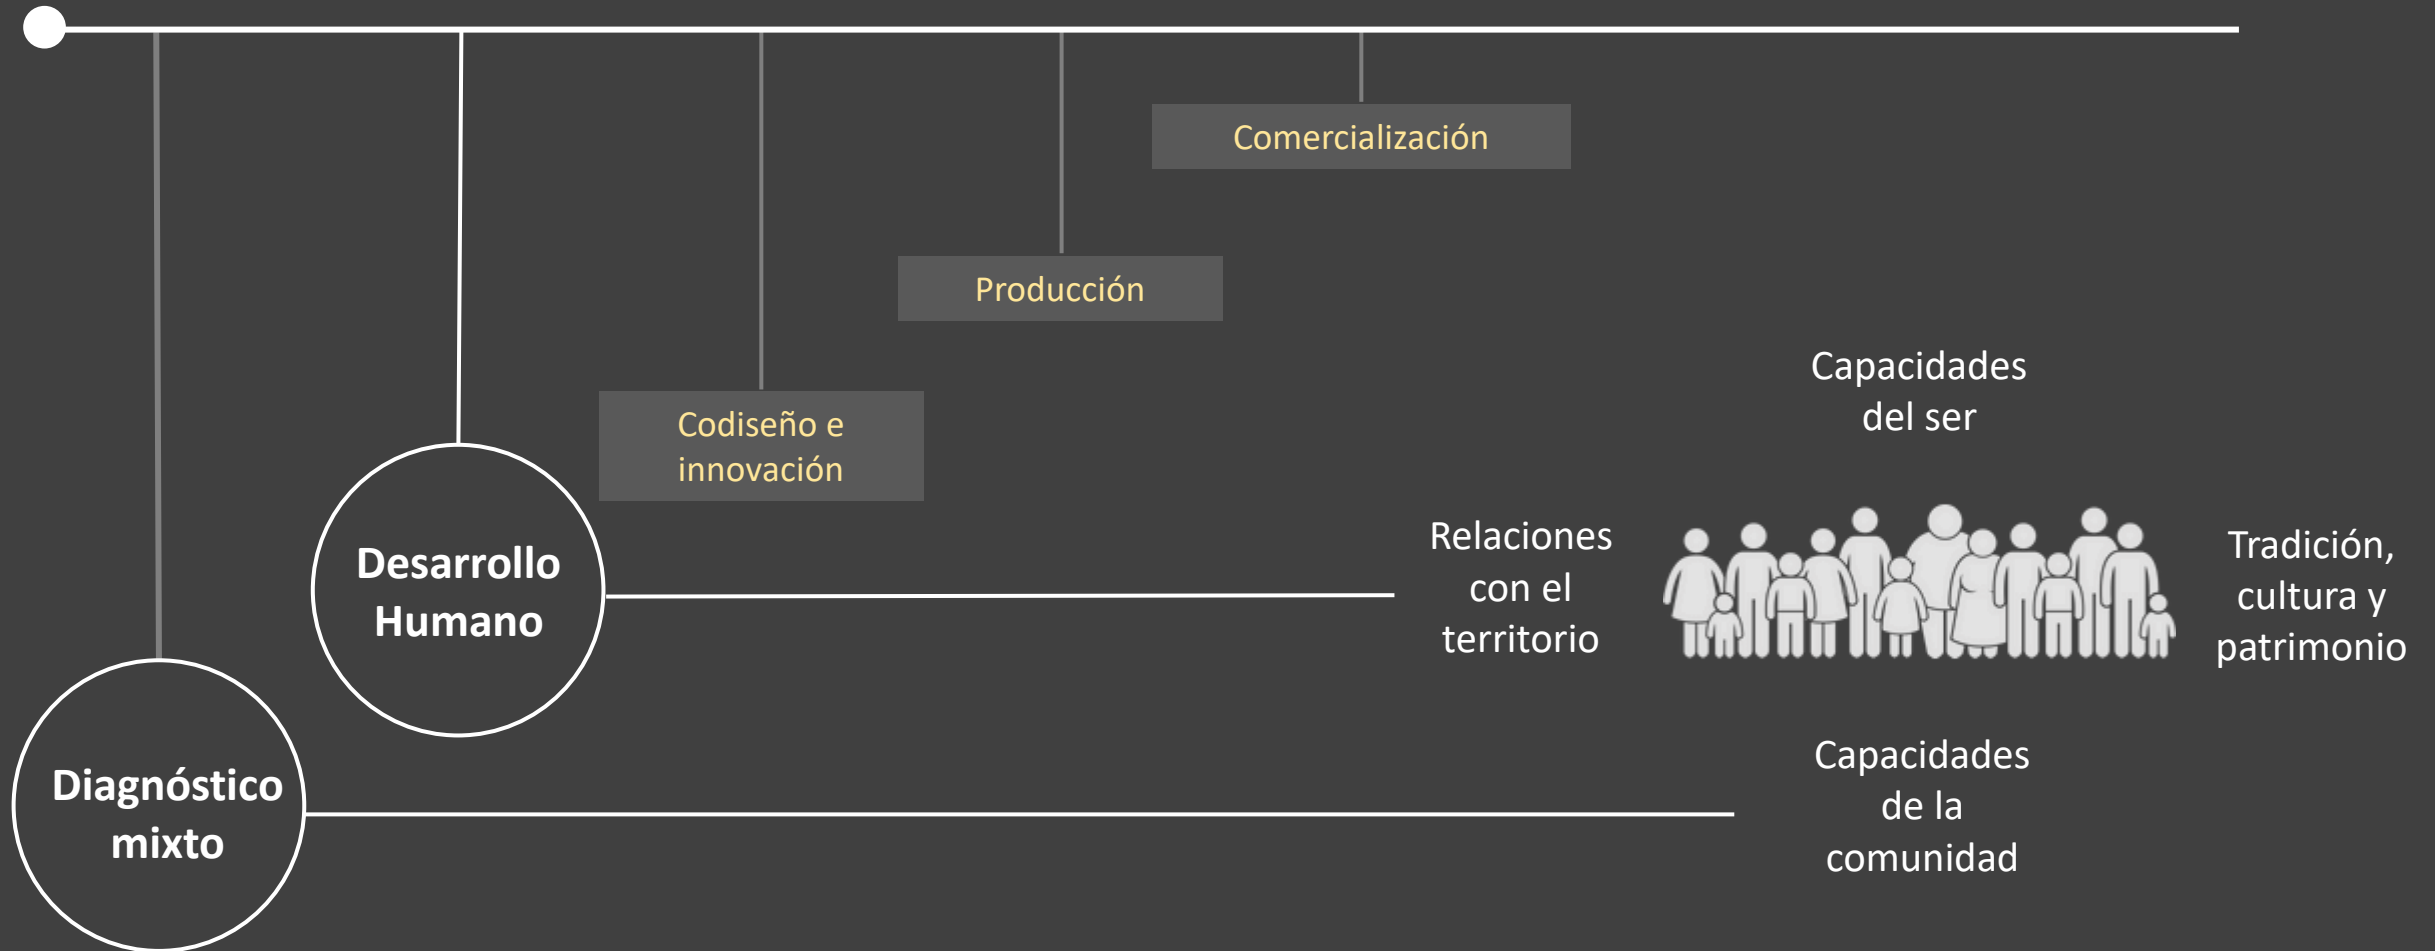 Comercialización
Producción
Codiseño e
innovación
Desarrollo
Humano
Diagnóstico
mixto
Capacidades
del ser
Relaciones
con el
territorio
Tradición,
cultura y
patrimonio
Capacidades
de la
comunidad